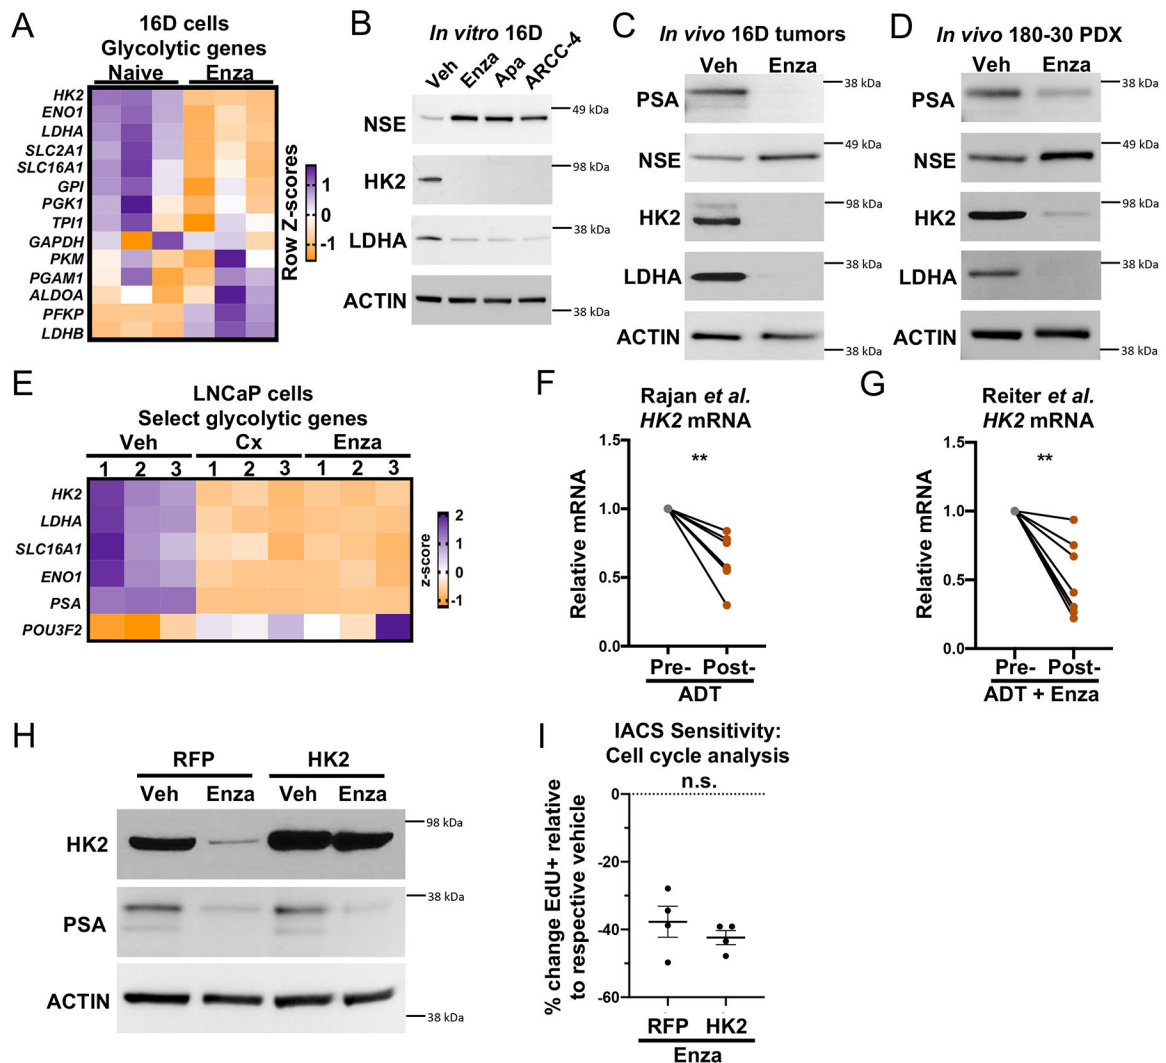 A
16D cells
Glycolytic genes
Naive Enza
HK2
ENO1
LDHA
SLC2A1
SLC16A1
GPI
PGK1
TPI1
GAPDH
PKM
PGAM1
ALDOA
PFKP
LDHB
1
0
-1
Row Z-scores
B
In vitro 16D
Veh Enza Apa ARCC-4
NSE
49 kDa
98 kDa
HK2
LDHA
38 kDa
ACTIN
38 kDa
C
In vivo 16D tumors
Veh Enza
PSA
38 kDa
NSE
49 kDa
HK2
98 kDa
LDHA
38 kDa
ACTIN
38 kDa
D
In vivo 180-30 PDX
Veh Enza
PSA
38 kDa
NSE
49 kDa
HK2
98 kDa
LDHA
38 kDa
ACTIN
38 kDa
E
LNCaP cells
Select glycolytic genes
Veh Cx Enza
1 2 3 1 2 3 1 2 3
HK2
LDHA
SLC16A1
ENO1
PSA
POU3F2
z-score
2
1
0
-1
F
Rajan et al.
HK2 mRNA
**
Relative mRNA
1.5
1.0
0.5
0.0
Pre- Post-
ADT
G
Reiter et al.
HK2 mRNA
**
Relative mRNA
1.5
1.0
0.5
0.0
Pre- Post-
ADT + Enza
H
RFP HK2
Veh Enza Veh Enza
HK2
98 kDa
PSA
38 kDa
ACTIN
38 kDa
I
IACS Sensitivity:
Cell cycle analysis
n.s.
% change EdU+ relative
to respective vehicle
0
-20
-40
-60
RFP HK2
Enza